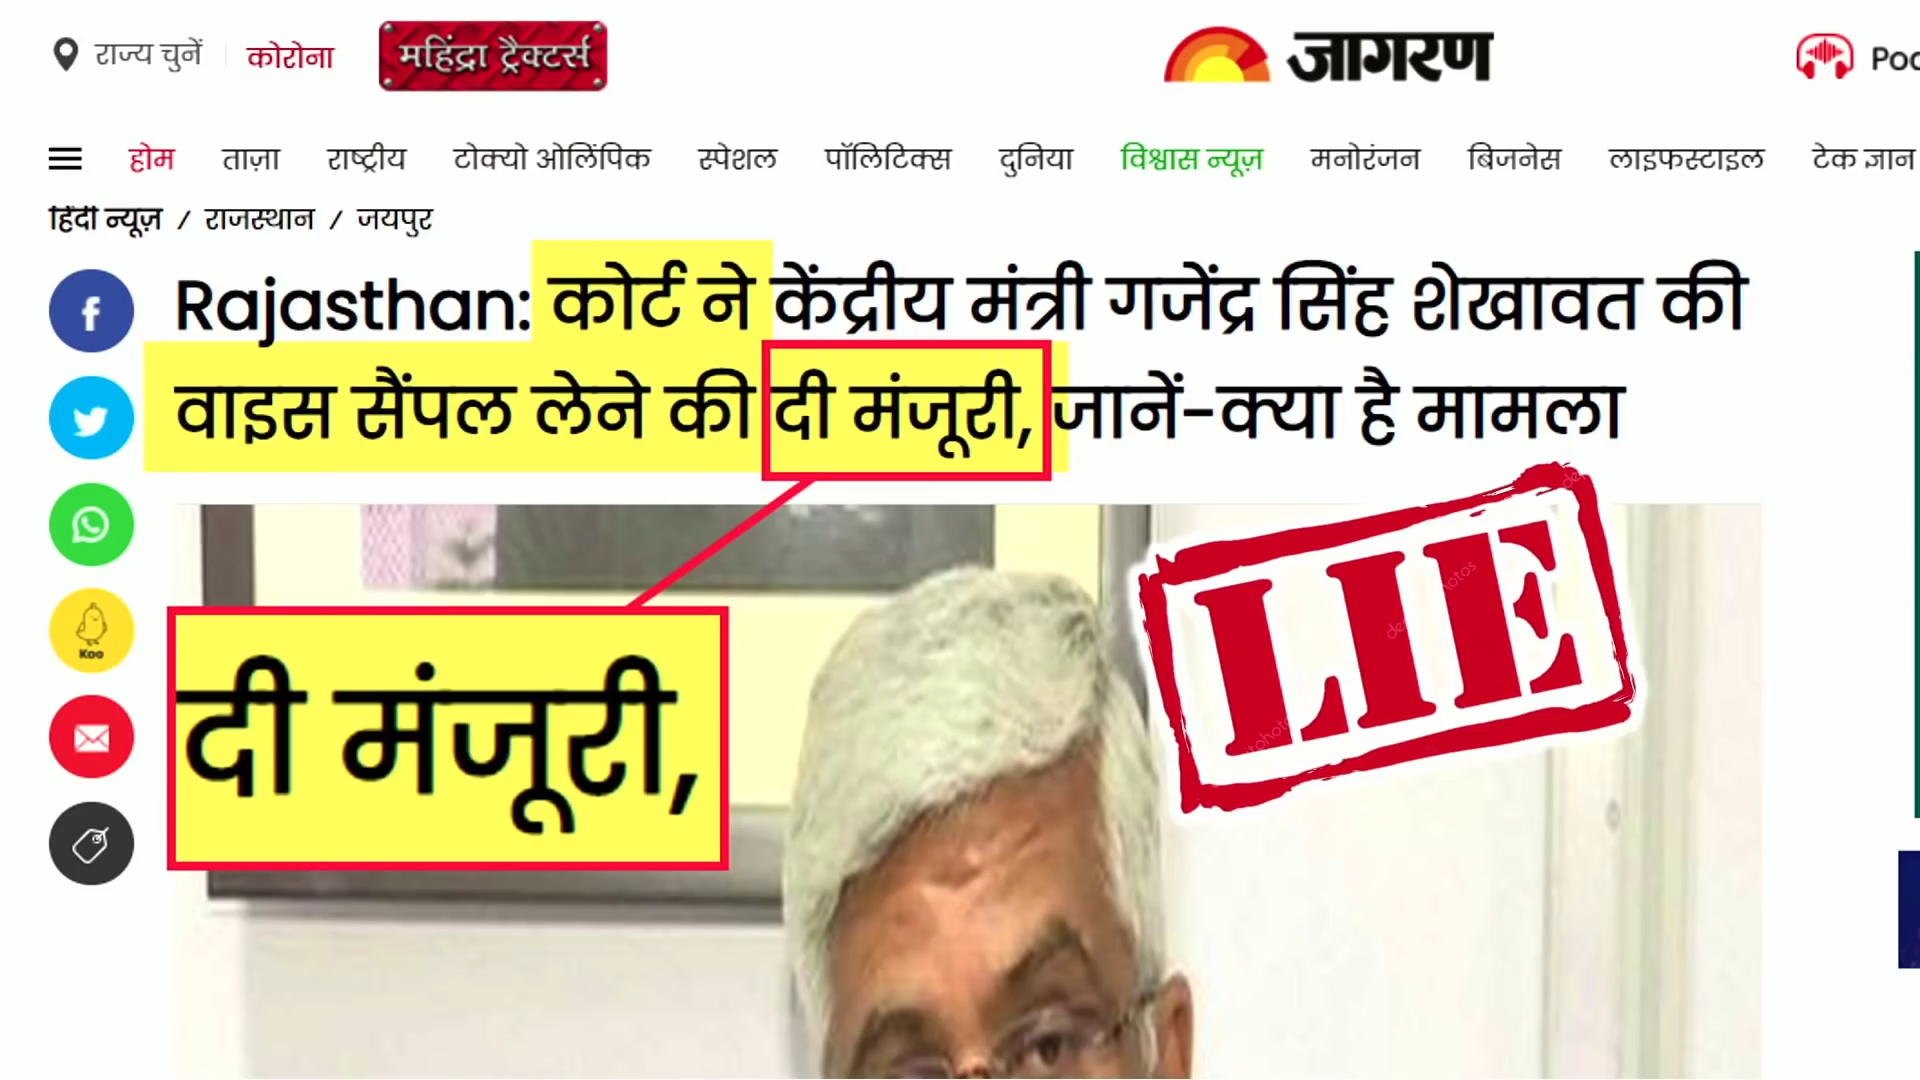 राज्य चुनें
कोरोना
महिंद्रा ट्रैक्टर्स
जागरण
होम
ताज़ा
राष्ट्रीय
टोक्यो ओलिंपिक
स्पेशल
पॉलिटिक्स
दुनिया
विश्वास न्यूज़
मनोरंजन
बिजनेस
लाइफस्टाइल
टेक ज्ञान
हिंदी न्यूज़ / राजस्थान / जयपुर
Rajasthan: कोर्ट ने केंद्रीय मंत्री गजेंद्र सिंह शेखावत की
वाइस सैंपल लेने की दी मंजूरी, जानें-क्या है मामला
LIE
दी मंजूरी,
Koo